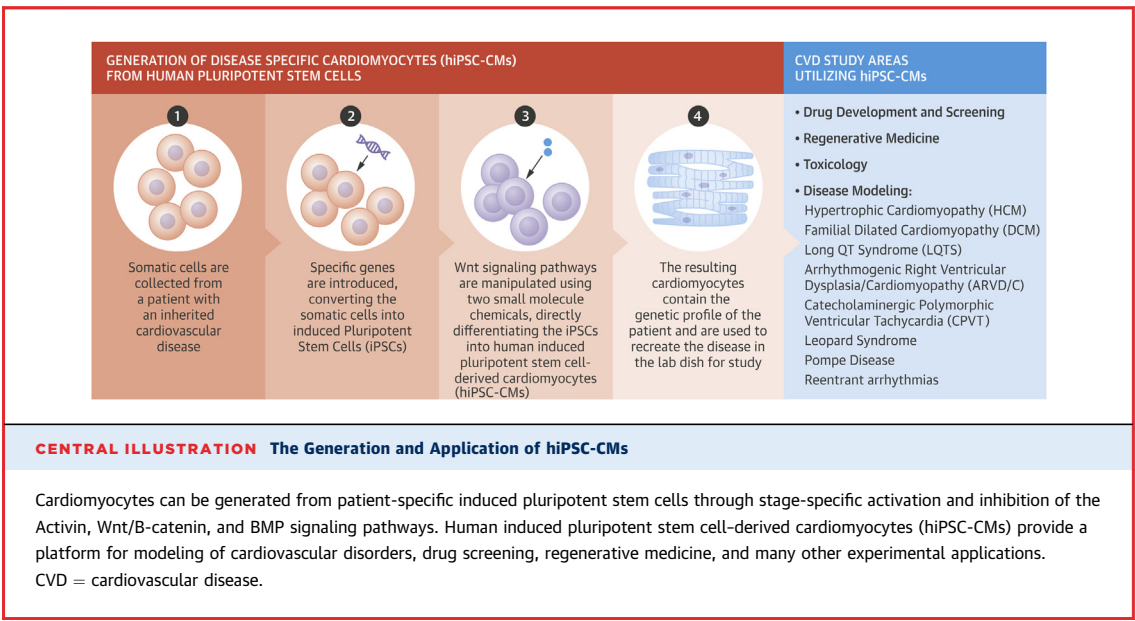 GENERATION OF DISEASE SPECIFIC CARDIOMYOCYTES (hiPSC-CMs)
FROM HUMAN PLURIPOTENT STEM CELLS
1
Somatic cells are
collected from
a patient with
an inherited
cardiovascular
disease
2
Specific genes
are introduced,
converting the
somatic cells into
induced Pluripotent
Stem Cells (iPSCs)
3
Wnt signaling pathways
are manipulated using
two small molecule
chemicals, directly
differentiating the iPSCs
into human induced
pluripotent stem cell-
derived cardiomyocytes
(hiPSC-CMs)
4
The resulting
cardiomyocytes
contain the
genetic profile of the
patient and are used to
recreate the disease in
the lab dish for study
CVD STUDY AREAS
UTILIZING hiPSC-CMs
• Drug Development and Screening
• Regenerative Medicine
• Toxicology
• Disease Modeling:
Hypertrophic Cardiomyopathy (HCM)
Familial Dilated Cardiomyopathy (DCM)
Long QT Syndrome (LQTS)
Arrhythmogenic Right Ventricular
Dysplasia/Cardiomyopathy (ARVD/C)
Catecholaminergic Polymorphic
Ventricular Tachycardia (CPVT)
Leopard Syndrome
Pompe Disease
Reentrant arrhythmias
CENTRAL ILLUSTRATION The Generation and Application of hiPSC-CMs
Cardiomyocytes can be generated from patient-specific induced pluripotent stem cells through stage-specific activation and inhibition of the
Activin, Wnt/B-catenin, and BMP signaling pathways. Human induced pluripotent stem cell–derived cardiomyocytes (hiPSC-CMs) provide a
platform for modeling of cardiovascular disorders, drug screening, regenerative medicine, and many other experimental applications.
CVD = cardiovascular disease.